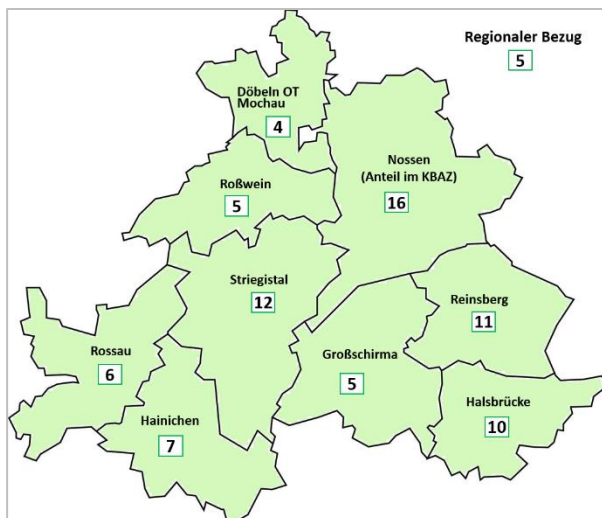 Regionaler Bezug
5
Döbeln OT
Mochau
4
Nossen
(Anteil im KBAZ)
16
Roßwein
5
Striegistal
12
Reinsberg
11
Rossau
6
Großschirma
5
Halsbrücke
10
Hainichen
7